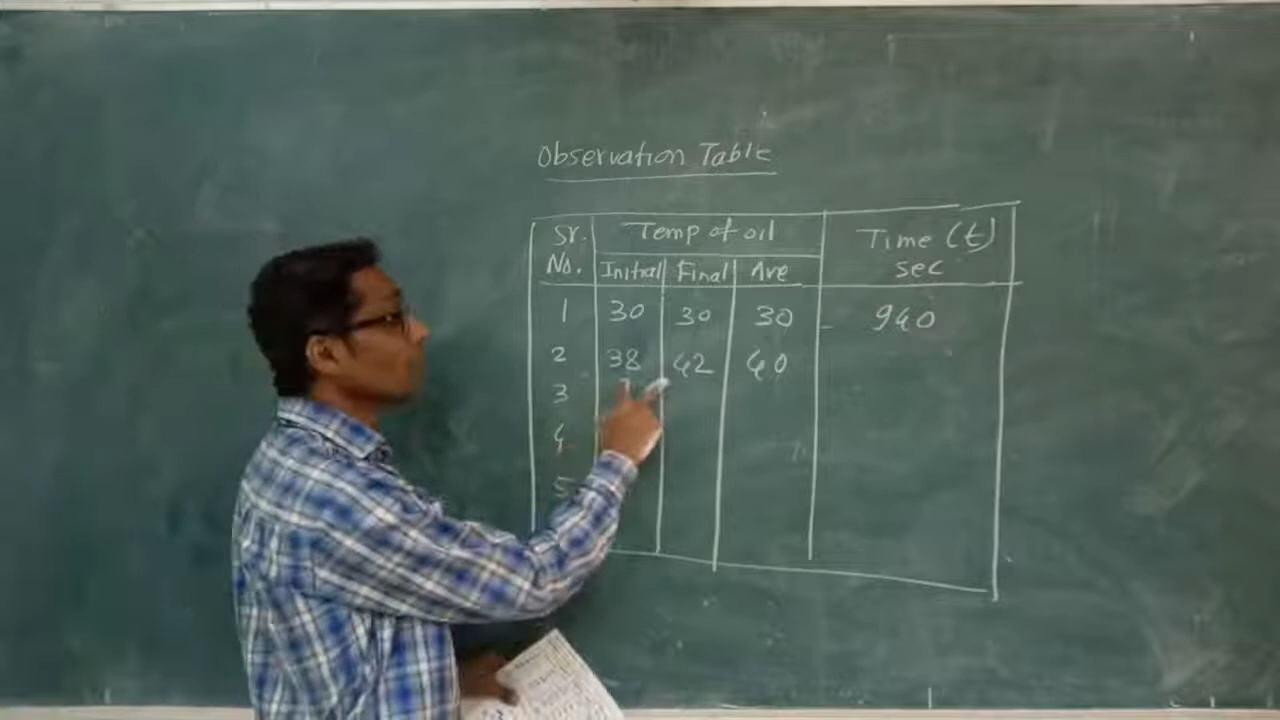 Observation Table
Sr. No. Temp of oil Time (t) sec
Initial Final Ave
1 30 30 30 940
2 38 42 40
3
4
5